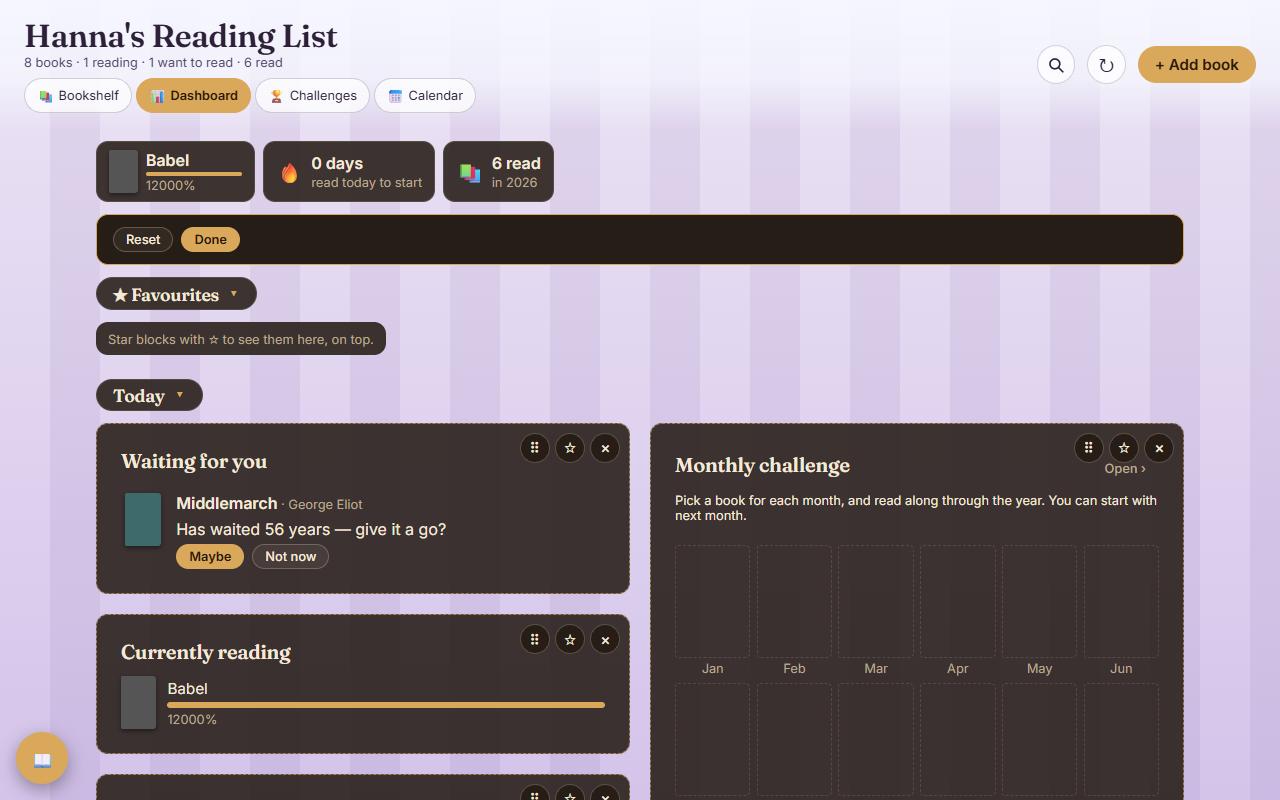 Hanna's Reading List
8 books · 1 reading · 1 want to read · 6 read
Bookshelf
Dashboard
Challenges
Calendar
+ Add book
Babel
12000%
0 days
read today to start
6 read
in 2026
Reset
Done
★ Favourites
Star blocks with ☆ to see them here, on top.
Today
Waiting for you
Middlemarch · George Eliot
Has waited 56 years — give it a go?
Maybe
Not now
Currently reading
Babel
12000%
Monthly challenge
Open ›
Pick a book for each month, and read along through the year. You can start with
next month.
Jan
Feb
Mar
Apr
May
Jun